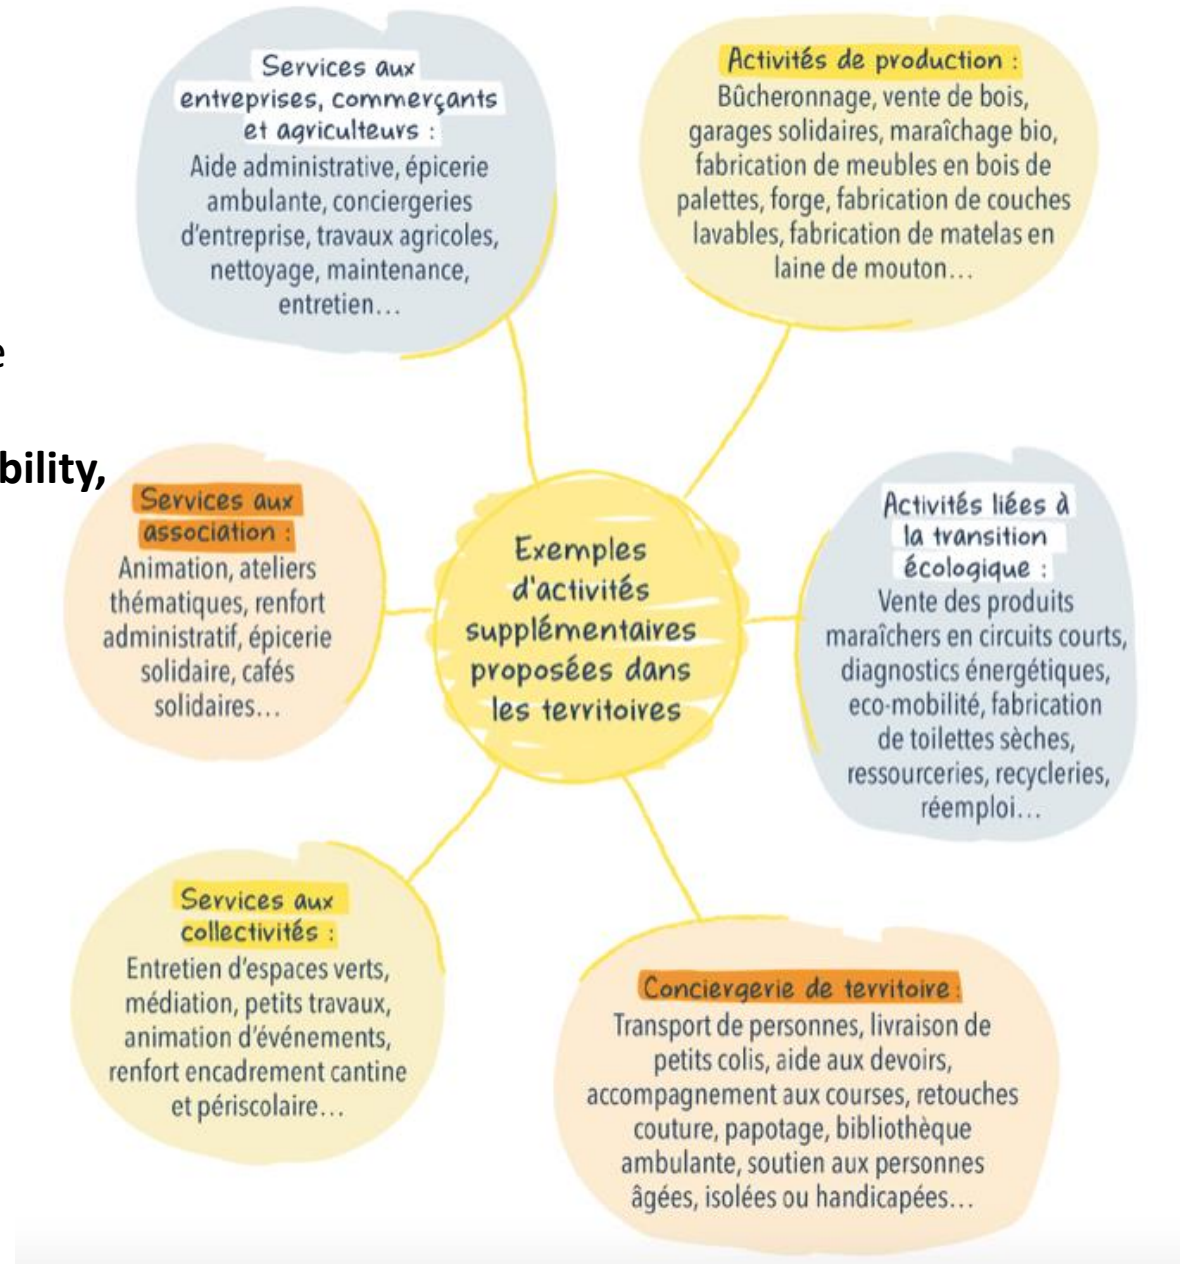 Services aux
entreprises, commerçants
et agriculteurs :
Aide administrative, épicerie
ambulante, conciergeries
d'entreprise, travaux agricoles,
nettoyage, maintenance,
entretien...
Activités de production :
Bûcheronnage, vente de bois,
garages solidaires, maraîchage bio,
fabrication de meubles en bois de
palettes, forge, fabrication de couches
lavables, fabrication de matelas en
laine de mouton...
e
bility,
Services aux
association :
Animation, ateliers
thématiques, renfort
administratif, épicerie
solidaire, cafés
solidaires...
Exemples
d'activités
supplémentaires
proposées dans
les territoires
Activités liées à
la transition
écologique :
Vente des produits
maraîchers en circuits courts,
diagnostics énergétiques,
eco-mobilité, fabrication
de toilettes sèches,
ressourceries, recycleries,
réemploi...
Services aux
collectivités :
Entretien d'espaces verts,
médiation, petits travaux,
animation d'événements,
renfort encadrement cantine
et périscolaire...
Conciergerie de territoire :
Transport de personnes, livraison de
petits colis, aide aux devoirs,
accompagnement aux courses, retouches
couture, papotage, bibliothèque
ambulante, soutien aux personnes
âgées, isolées ou handicapées...